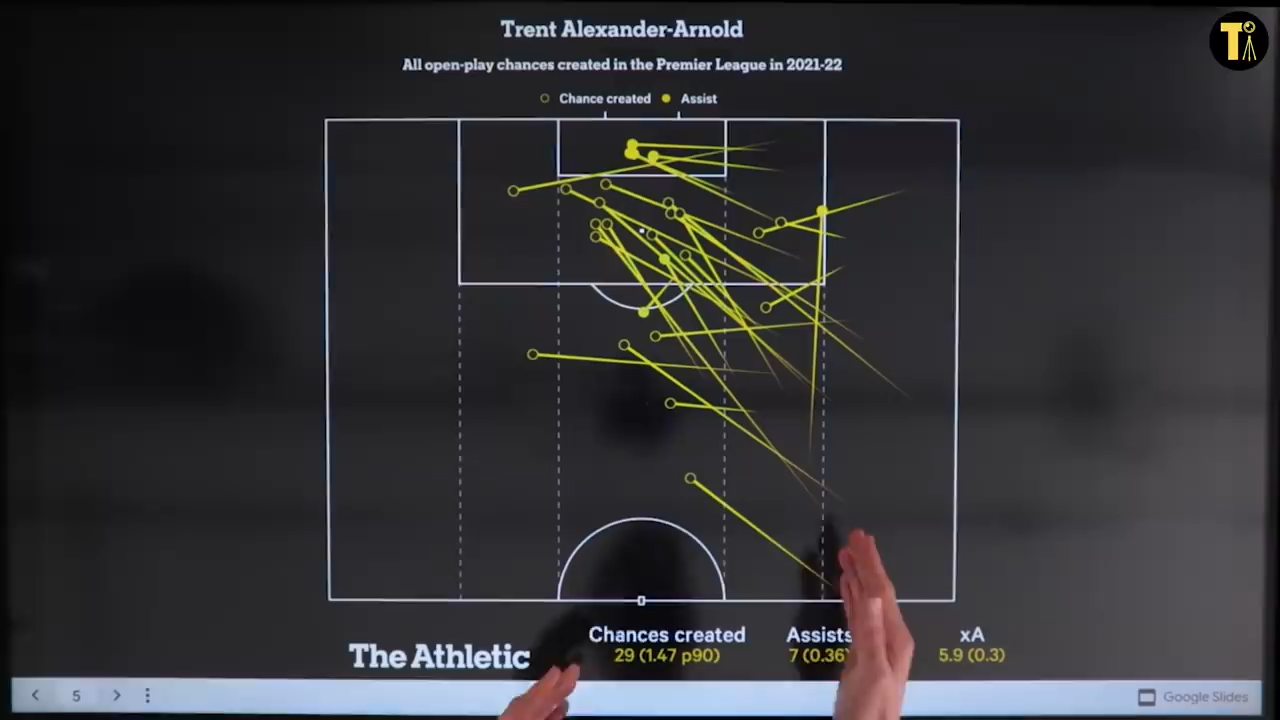 Trent Alexander-Arnold
All open-play chances created in the Premier League in 2021-22
Chance created Assist
Chances created Assists xA
29 (1.47 p90) 7 (0.36) 5.9 (0.3)
The Athletic
5
Google Slides